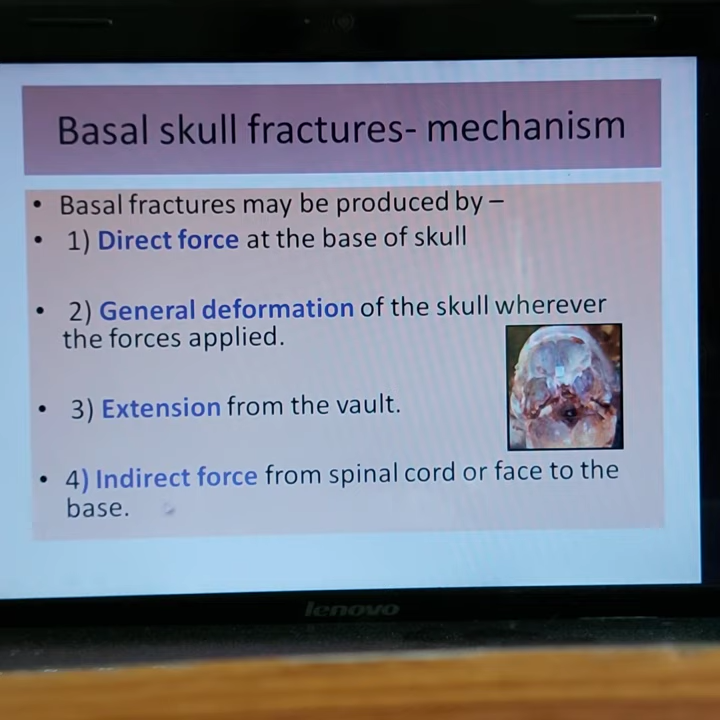 Basal skull fractures- mechanism
• Basal fractures may be produced by –
• 1) Direct force at the base of skull
• 2) General deformation of the skull wherever
the forces applied.
• 3) Extension from the vault.
• 4) Indirect force from spinal cord or face to the
base.
lenovo